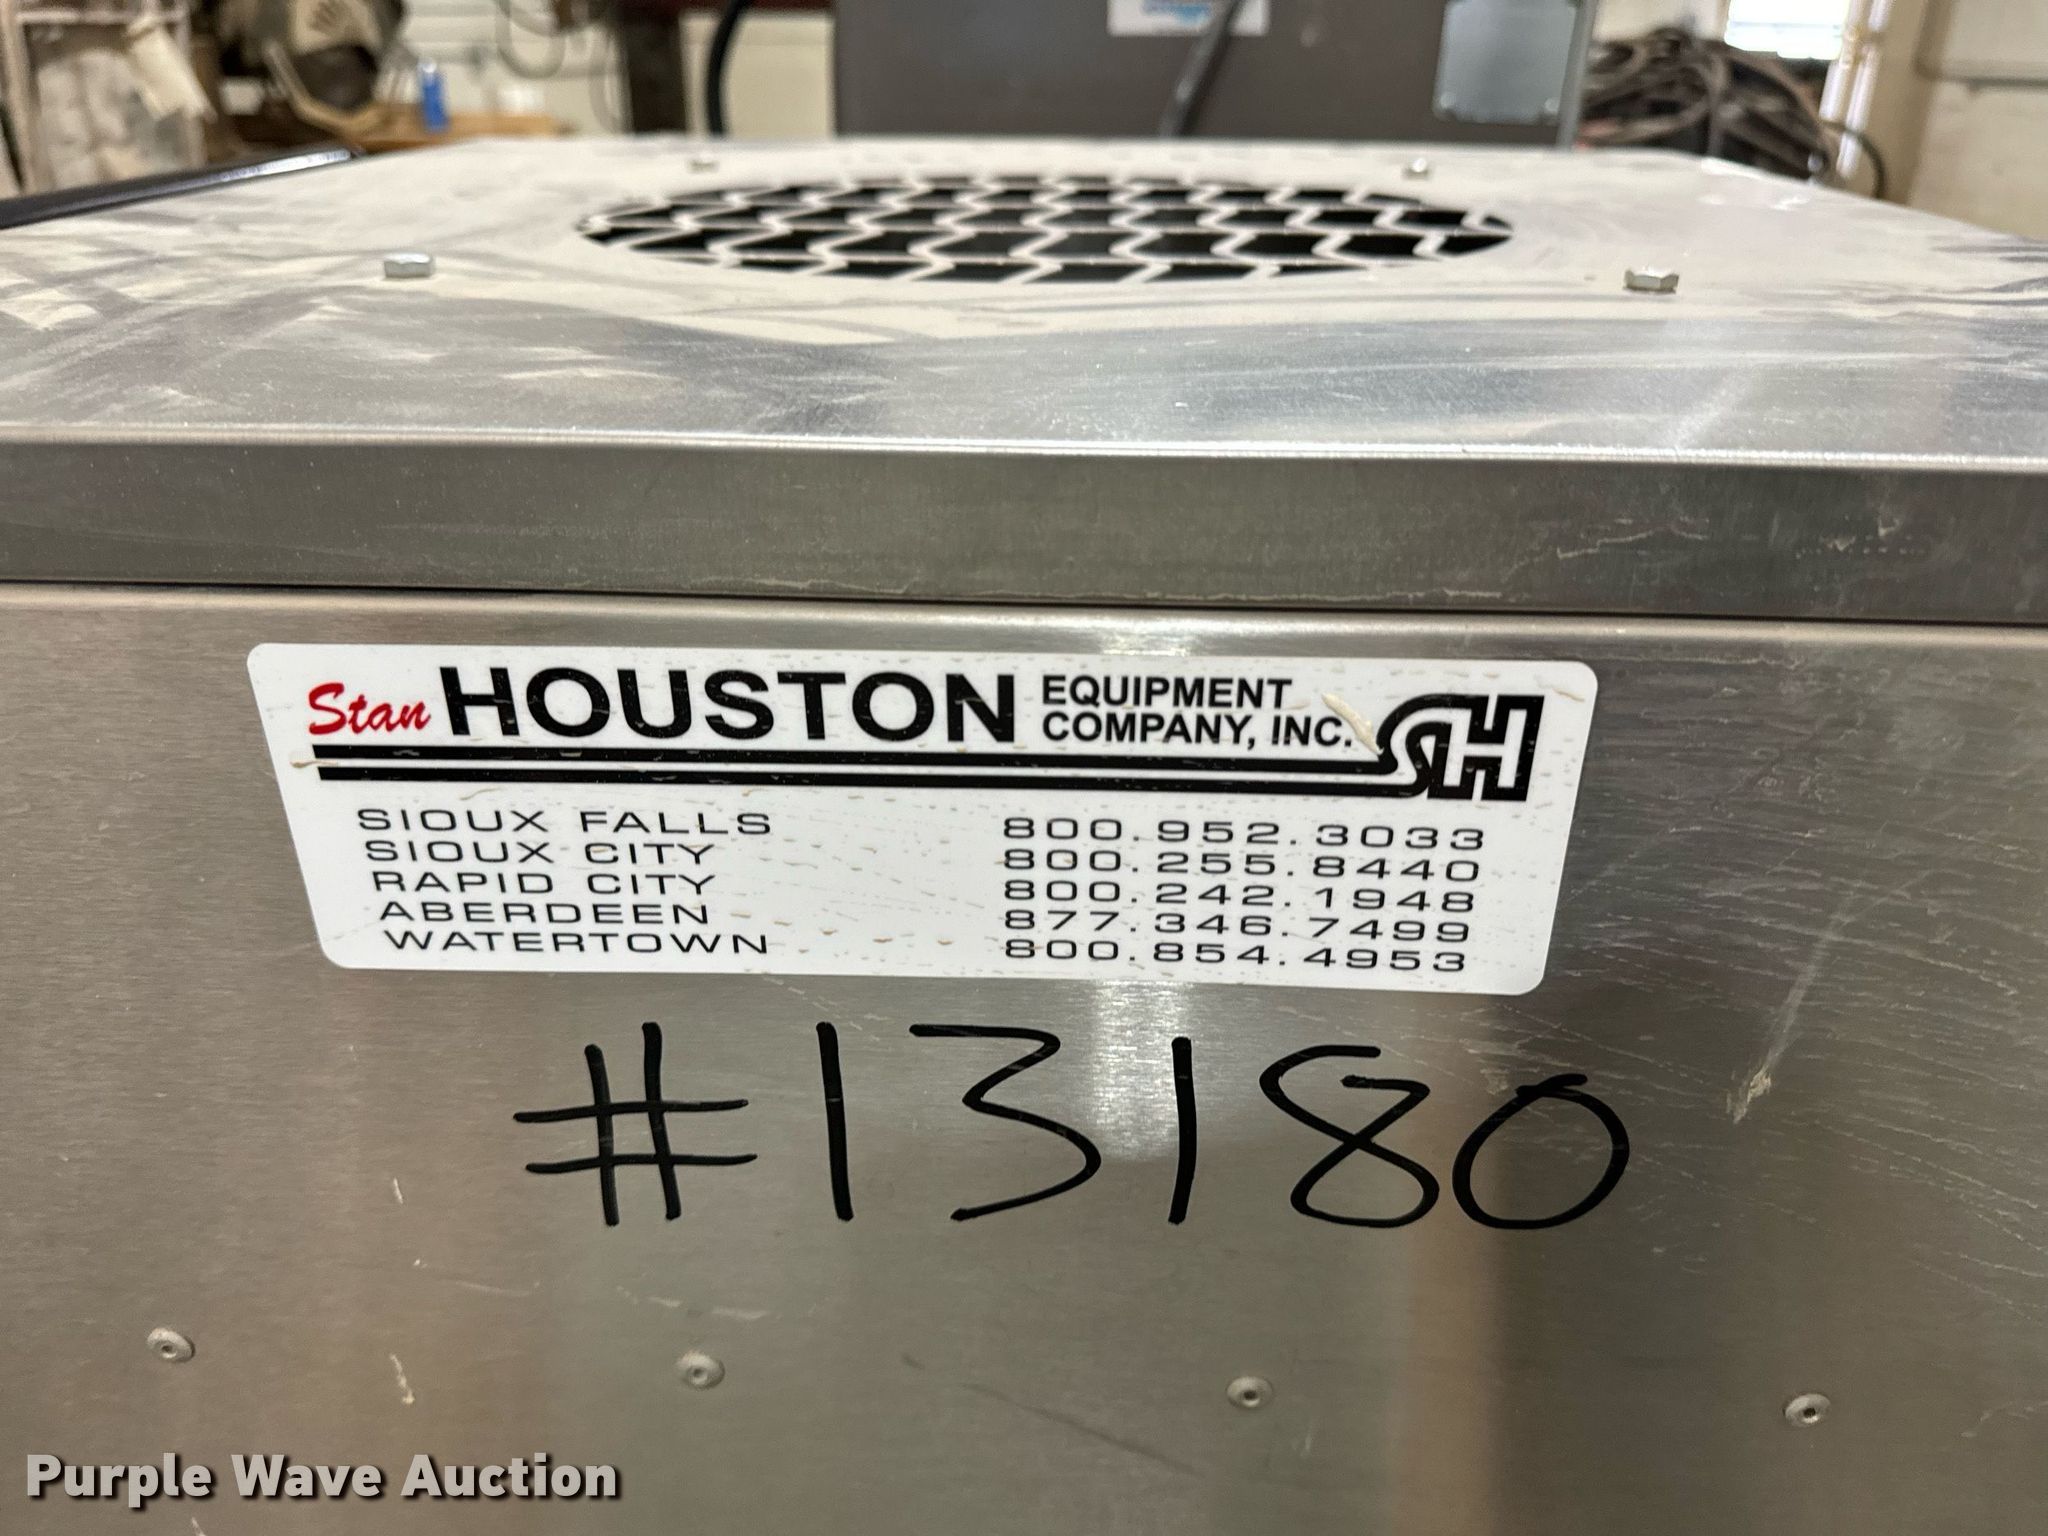 Stan HOUSTON EQUIPMENT COMPANY, INC. SH
SIOUX FALLS 800.952.3033
SIOUX CITY 800.255.8440
RAPID CITY 800.242.1948
ABERDEEN 877.346.7499
WATERTOWN 800.854.4953
#13180
Purple Wave Auction